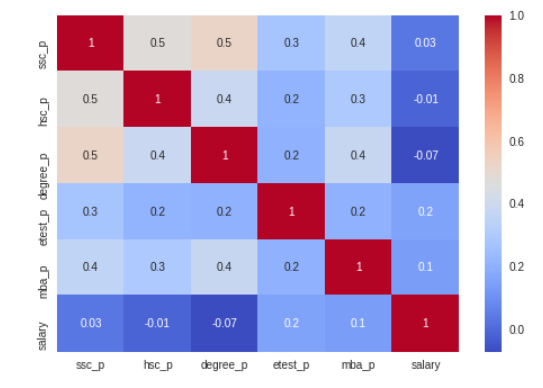 1.0
ssc_p 1 0.5 0.5 0.3 0.4 0.03
0.8
hsc_p 0.5 1 0.4 0.2 0.3 -0.01
0.6
degree_p 0.5 0.4 1 0.2 0.4 -0.07
0.4
etest_p 0.3 0.2 0.2 1 0.2 0.2
0.2
mba_p 0.4 0.3 0.4 0.2 1 0.1
salary 0.03 -0.01 -0.07 0.2 0.1 1
0.0
ssc_p hsc_p degree_p etest_p mba_p salary